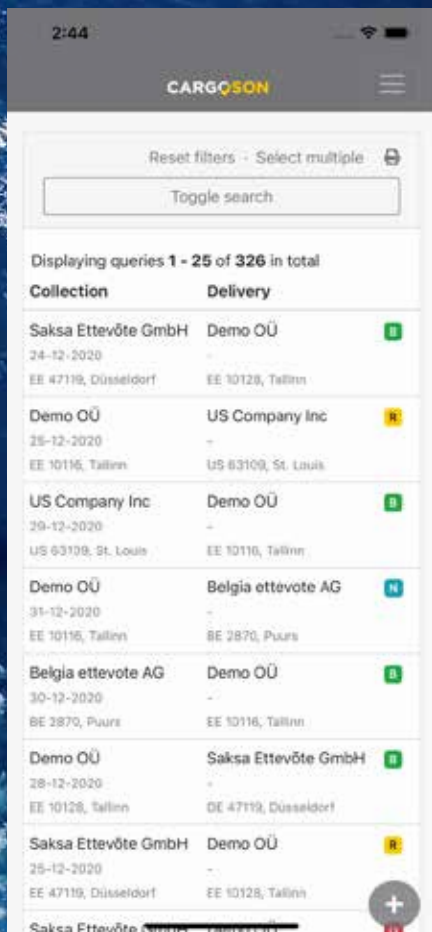 2:44
CARGOSON
Reset filters - Select multiple
Toggle search
Displaying queries 1 - 25 of 326 in total
Collection Delivery
Saksa Ettevõte GmbH Demo OÜ B
24-12-2020 -
EE 47119, Düsseldorf EE 10128, Tallinn
Demo OÜ US Company Inc R
25-12-2020 -
EE 10116, Tallinn US 63109, St. Louis
US Company Inc Demo OÜ B
29-12-2020 -
US 63109, St. Louis EE 10116, Tallinn
Demo OÜ Belgia ettevote AG N
31-12-2020 -
EE 10116, Tallinn BE 2870, Puurs
Belgia ettevote AG Demo OÜ B
30-12-2020 -
BE 2870, Puurs EE 10116, Tallinn
Demo OÜ Saksa Ettevõte GmbH B
28-12-2020 -
EE 10128, Tallinn DE 47119, Düsseldorf
Saksa Ettevõte GmbH Demo OÜ R
25-12-2020 -
EE 47119, Düsseldorf EE 10128, Tallinn
Saksa Ettevõte